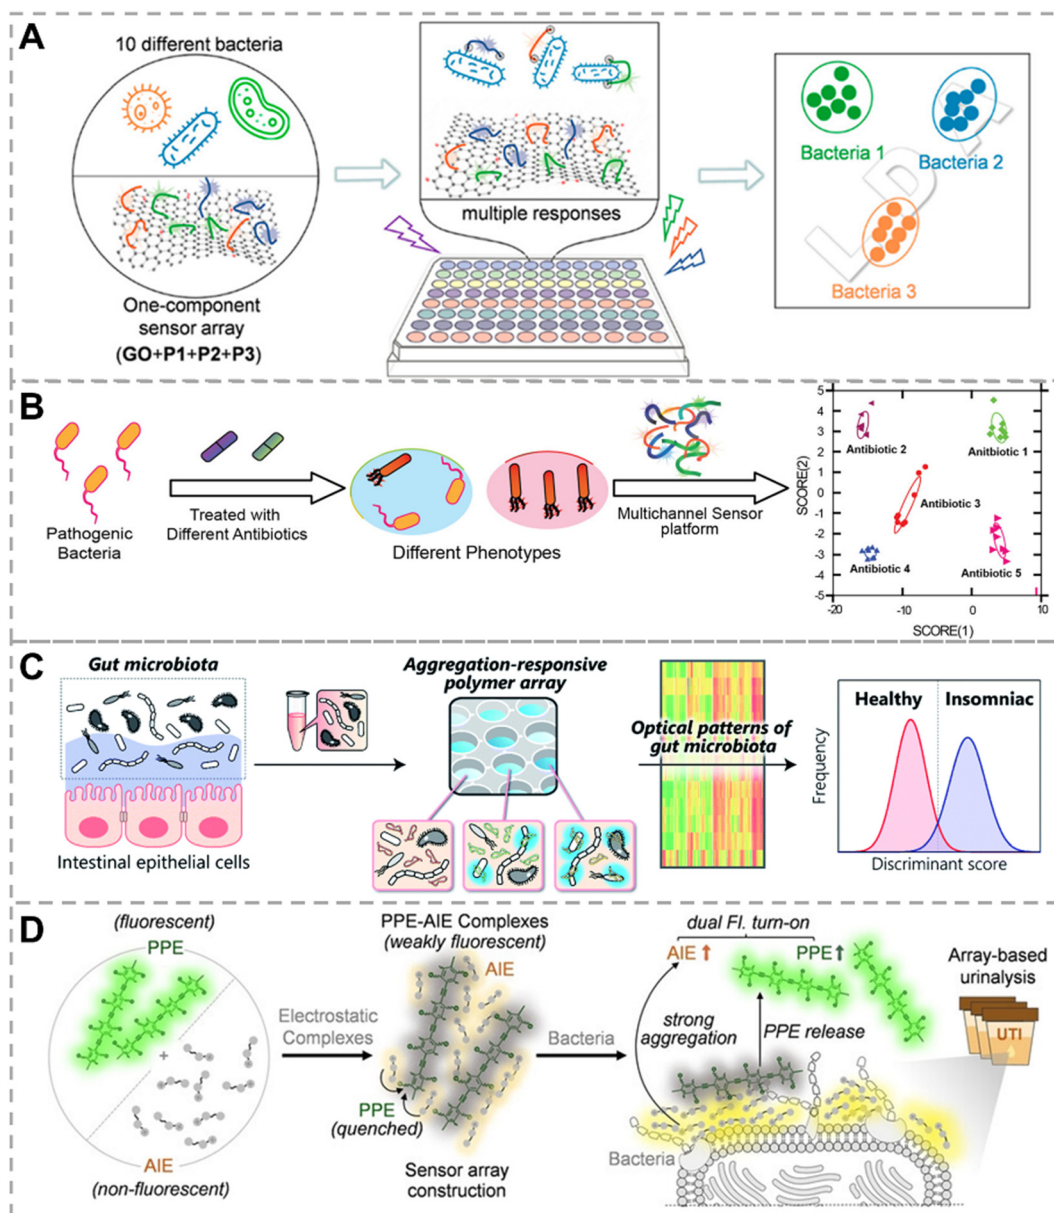 A
10 different bacteria
One-component
sensor array
(GO+P1+P2+P3)
multiple responses
LDA
Bacteria 1
Bacteria 2
Bacteria 3
B
Pathogenic
Bacteria
Treated with
Different Antibiotics
Different Phenotypes
Multichannel Sensor
platform
SCORE(2)
5
4
3
2
1
0
-1
-2
-3
-4
-5
Antibiotic 2
Anitbiotic 1
Antibiotic 3
Antibiotic 4
Antibiotic 5
-20
-10
0
10
SCORE(1)
C
Gut microbiota
Intestinal epithelial cells
Aggregation-responsive
polymer array
Optical patterns of
gut microbiota
Frequency
Healthy
Insomniac
Discriminant score
D
(fluorescent)
PPE
+
AIE
(non-fluorescent)
Electrostatic
Complexes
PPE-AIE Complexes
(weakly fluorescent)
AIE
PPE
(quenched)
Sensor array
construction
Bacteria
dual Fl. turn-on
AIE ↑
PPE ↑
strong
aggregation
PPE release
Bacteria
Array-based
urinalysis
UTI